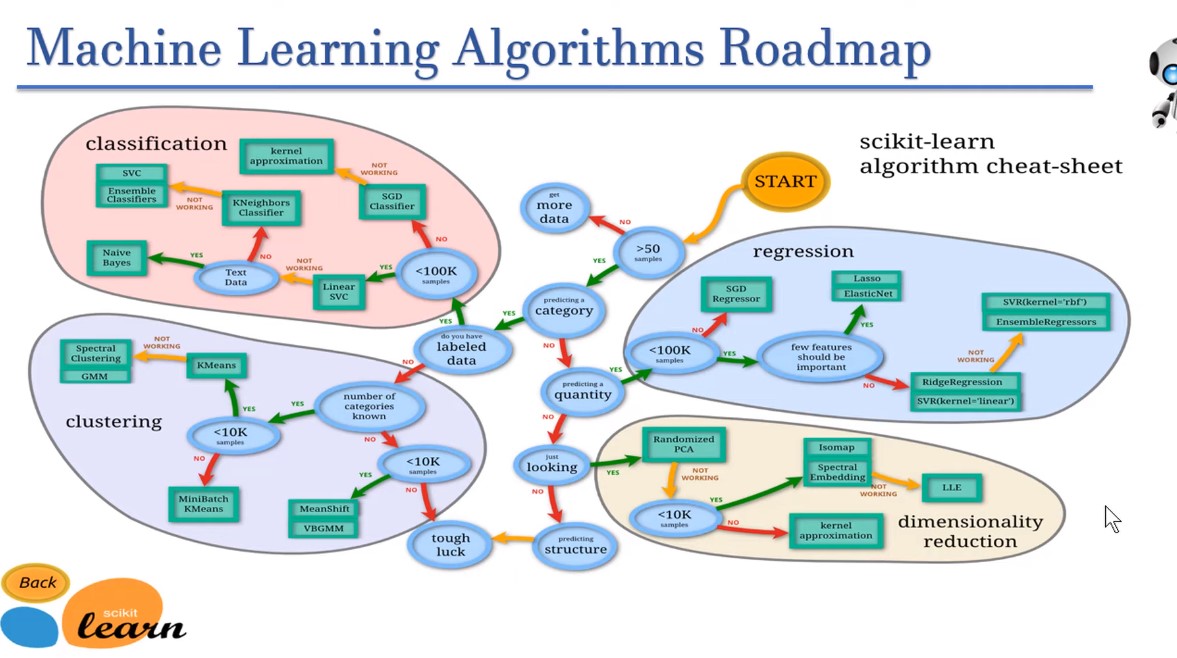 Machine Learning Algorithms Roadmap
scikit-learn
algorithm cheat-sheet
START
get
more
data
NO
>50
samples
YES
predicting a
category
YES
NO
do you have
labeled
data
YES
NO
classification
kernel
approximation
NOT
WORKING
SGD
Classifier
NO
<100K
samples
YES
Linear
SVC
NOT
WORKING
Text
Data
YES
Naive
Bayes
NO
KNeighbors
Classifier
NOT
WORKING
SVC
Ensemble
Classifiers
regression
predicting a
quantity
YES
NO
<100K
samples
NO
SGD
Regressor
YES
few features
should be
important
YES
Lasso
ElasticNet
NO
RidgeRegression
SVR(kernel='linear')
NOT
WORKING
SVR(kernel='rbf')
EnsembleRegressors
clustering
number of
categories
known
YES
NO
<10K
samples
YES
KMeans
NOT
WORKING
Spectral
Clustering
GMM
NO
MiniBatch
KMeans
<10K
samples
YES
MeanShift
VBGMM
NO
tough
luck
just
looking
YES
NO
predicting
structure
dimensionality
reduction
Randomized
PCA
NOT
WORKING
<10K
samples
YES
Isomap
Spectral
Embedding
NOT
WORKING
LLE
NO
kernel
approximation
Back
scikit
learn